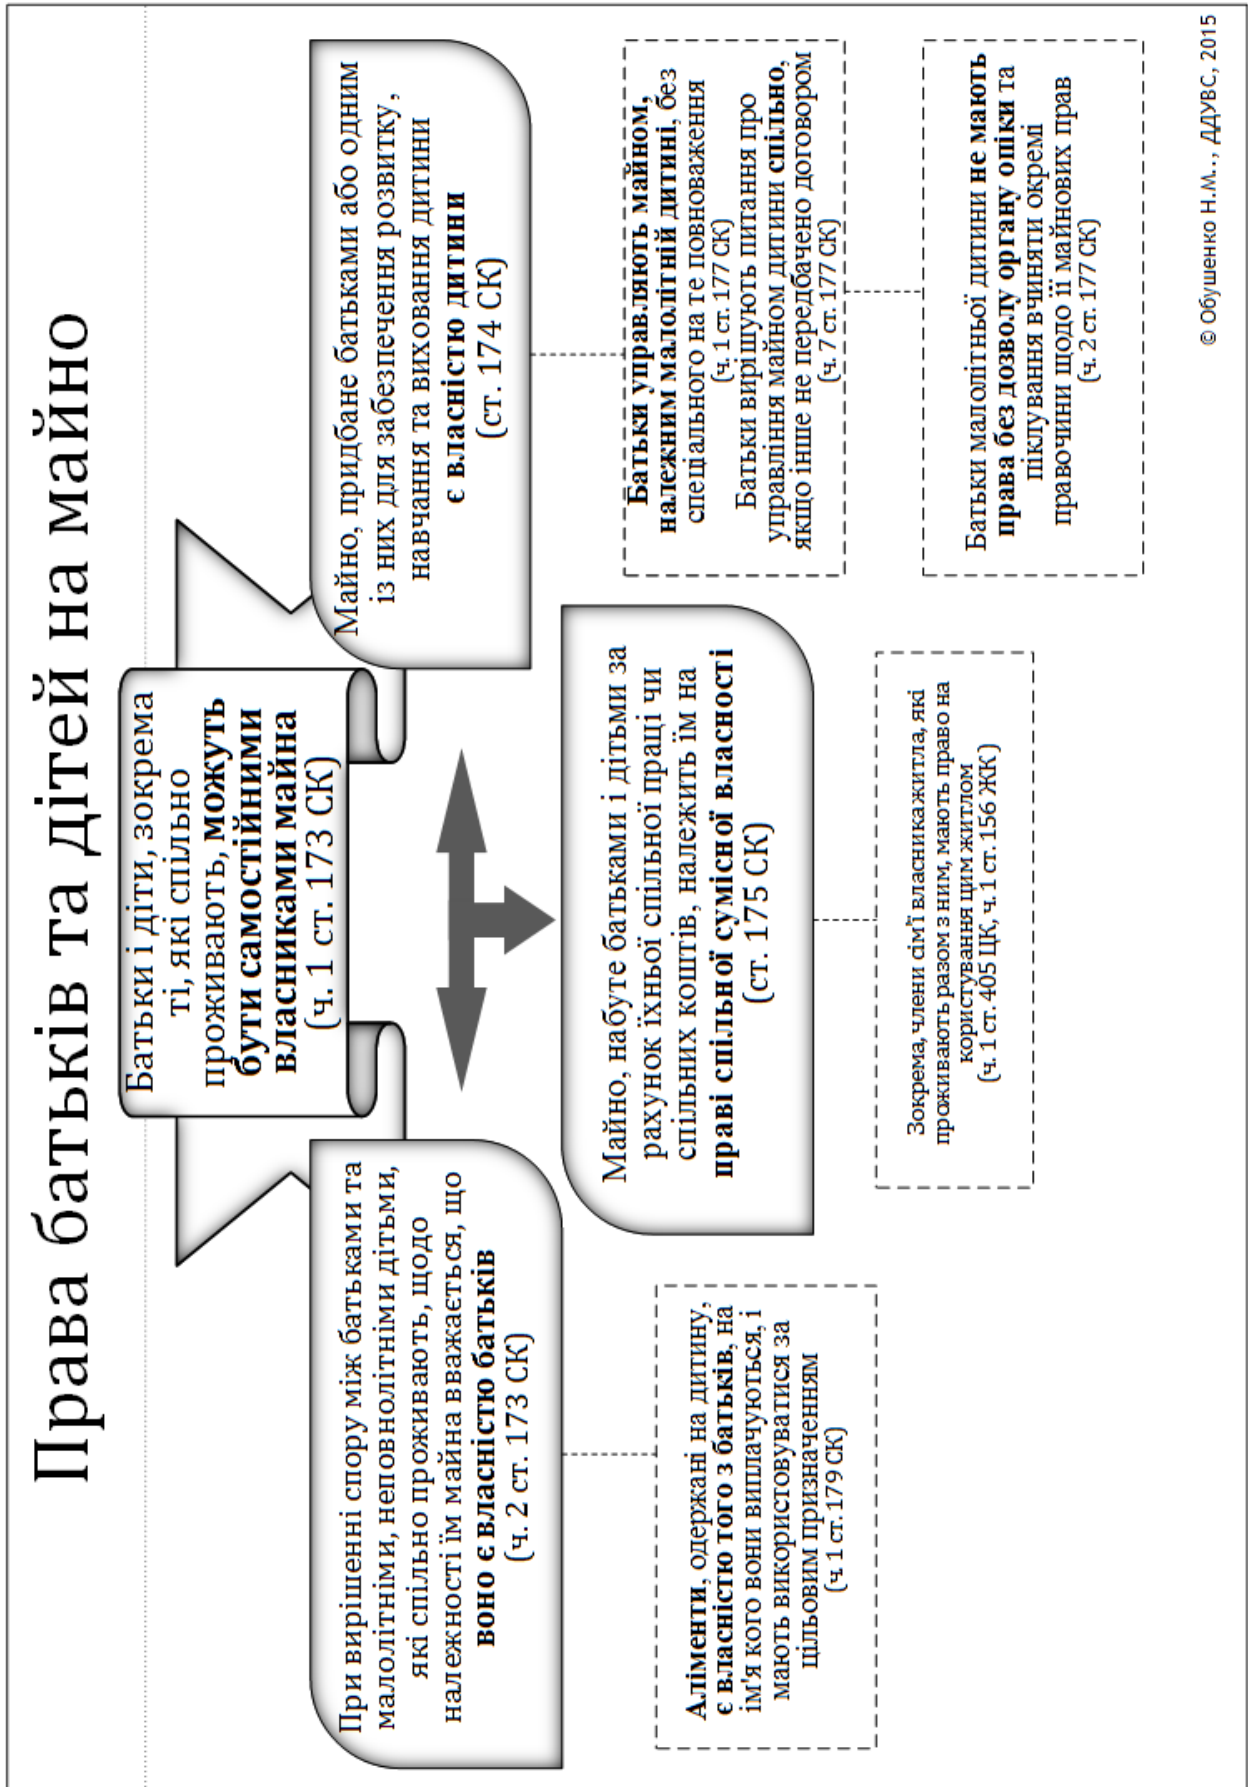 Права батьків та дітей на майно
Батьки і діти, зокрема
ті, які спільно
проживають, можуть
бути самостійними
власниками майна
(ч. 1 ст. 173 СК)
При вирішенні спору між батьками та
малолітніми, неповнолітніми дітьми,
які спільно проживають, щодо
належності їм майна вважається, що
воно є власністю батьків
(ч. 2 ст. 173 СК)
Аліменти, одержані на дитину,
є власністю того з батьків, на
ім'я кого вони виплачуються, і
мають використовуватися за
цільовим призначенням
(ч. 1 ст. 179 СК)
Майно, набуте батьками і дітьми за
рахунок їхньої спільної праці чи
спільних коштів, належить їм на
праві спільної сумісної власності
(ст. 175 СК)
Зокрема, члени сім'ї власника житла, які
проживають разом з ним, мають право на
користування цим житлом
(ч. 1 ст. 405 ЦК, ч. 1 ст. 156 ЖК)
Майно, придбане батьками або одним
із них для забезпечення розвитку,
навчання та виховання дитини
є власністю дитини
(ст. 174 СК)
Батьки управляють майном,
належним малолітній дитині, без
спеціального на те повноваження
(ч. 1 ст. 177 СК)
Батьки вирішують питання про
управління майном дитини спільно,
якщо інше не передбачено договором
(ч. 7 ст. 177 СК)
Батьки малолітньої дитини не мають
права без дозволу органу опіки та
піклування вчиняти окремі
правочини щодо її майнових прав
(ч. 2 ст. 177 СК)
© Обушенко Н.М.., ДДУВС, 2015